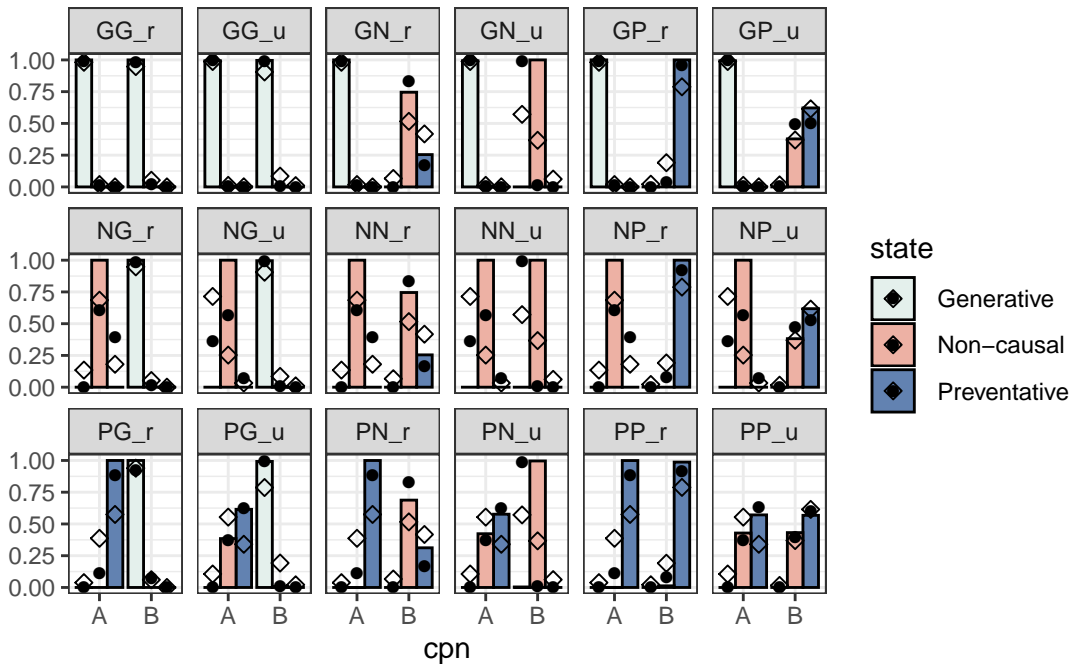 GG_r GG_u GN_r GN_u GP_r GP_u
1.00
0.75
0.50
0.25
0.00
NG_r NG_u NN_r NN_u NP_r NP_u
1.00
0.75
0.50
0.25
0.00
PG_r PG_u PN_r PN_u PP_r PP_u
1.00
0.75
0.50
0.25
0.00
A B A B A B A B A B A B
cpn
state
Generative
Non−causal
Preventative